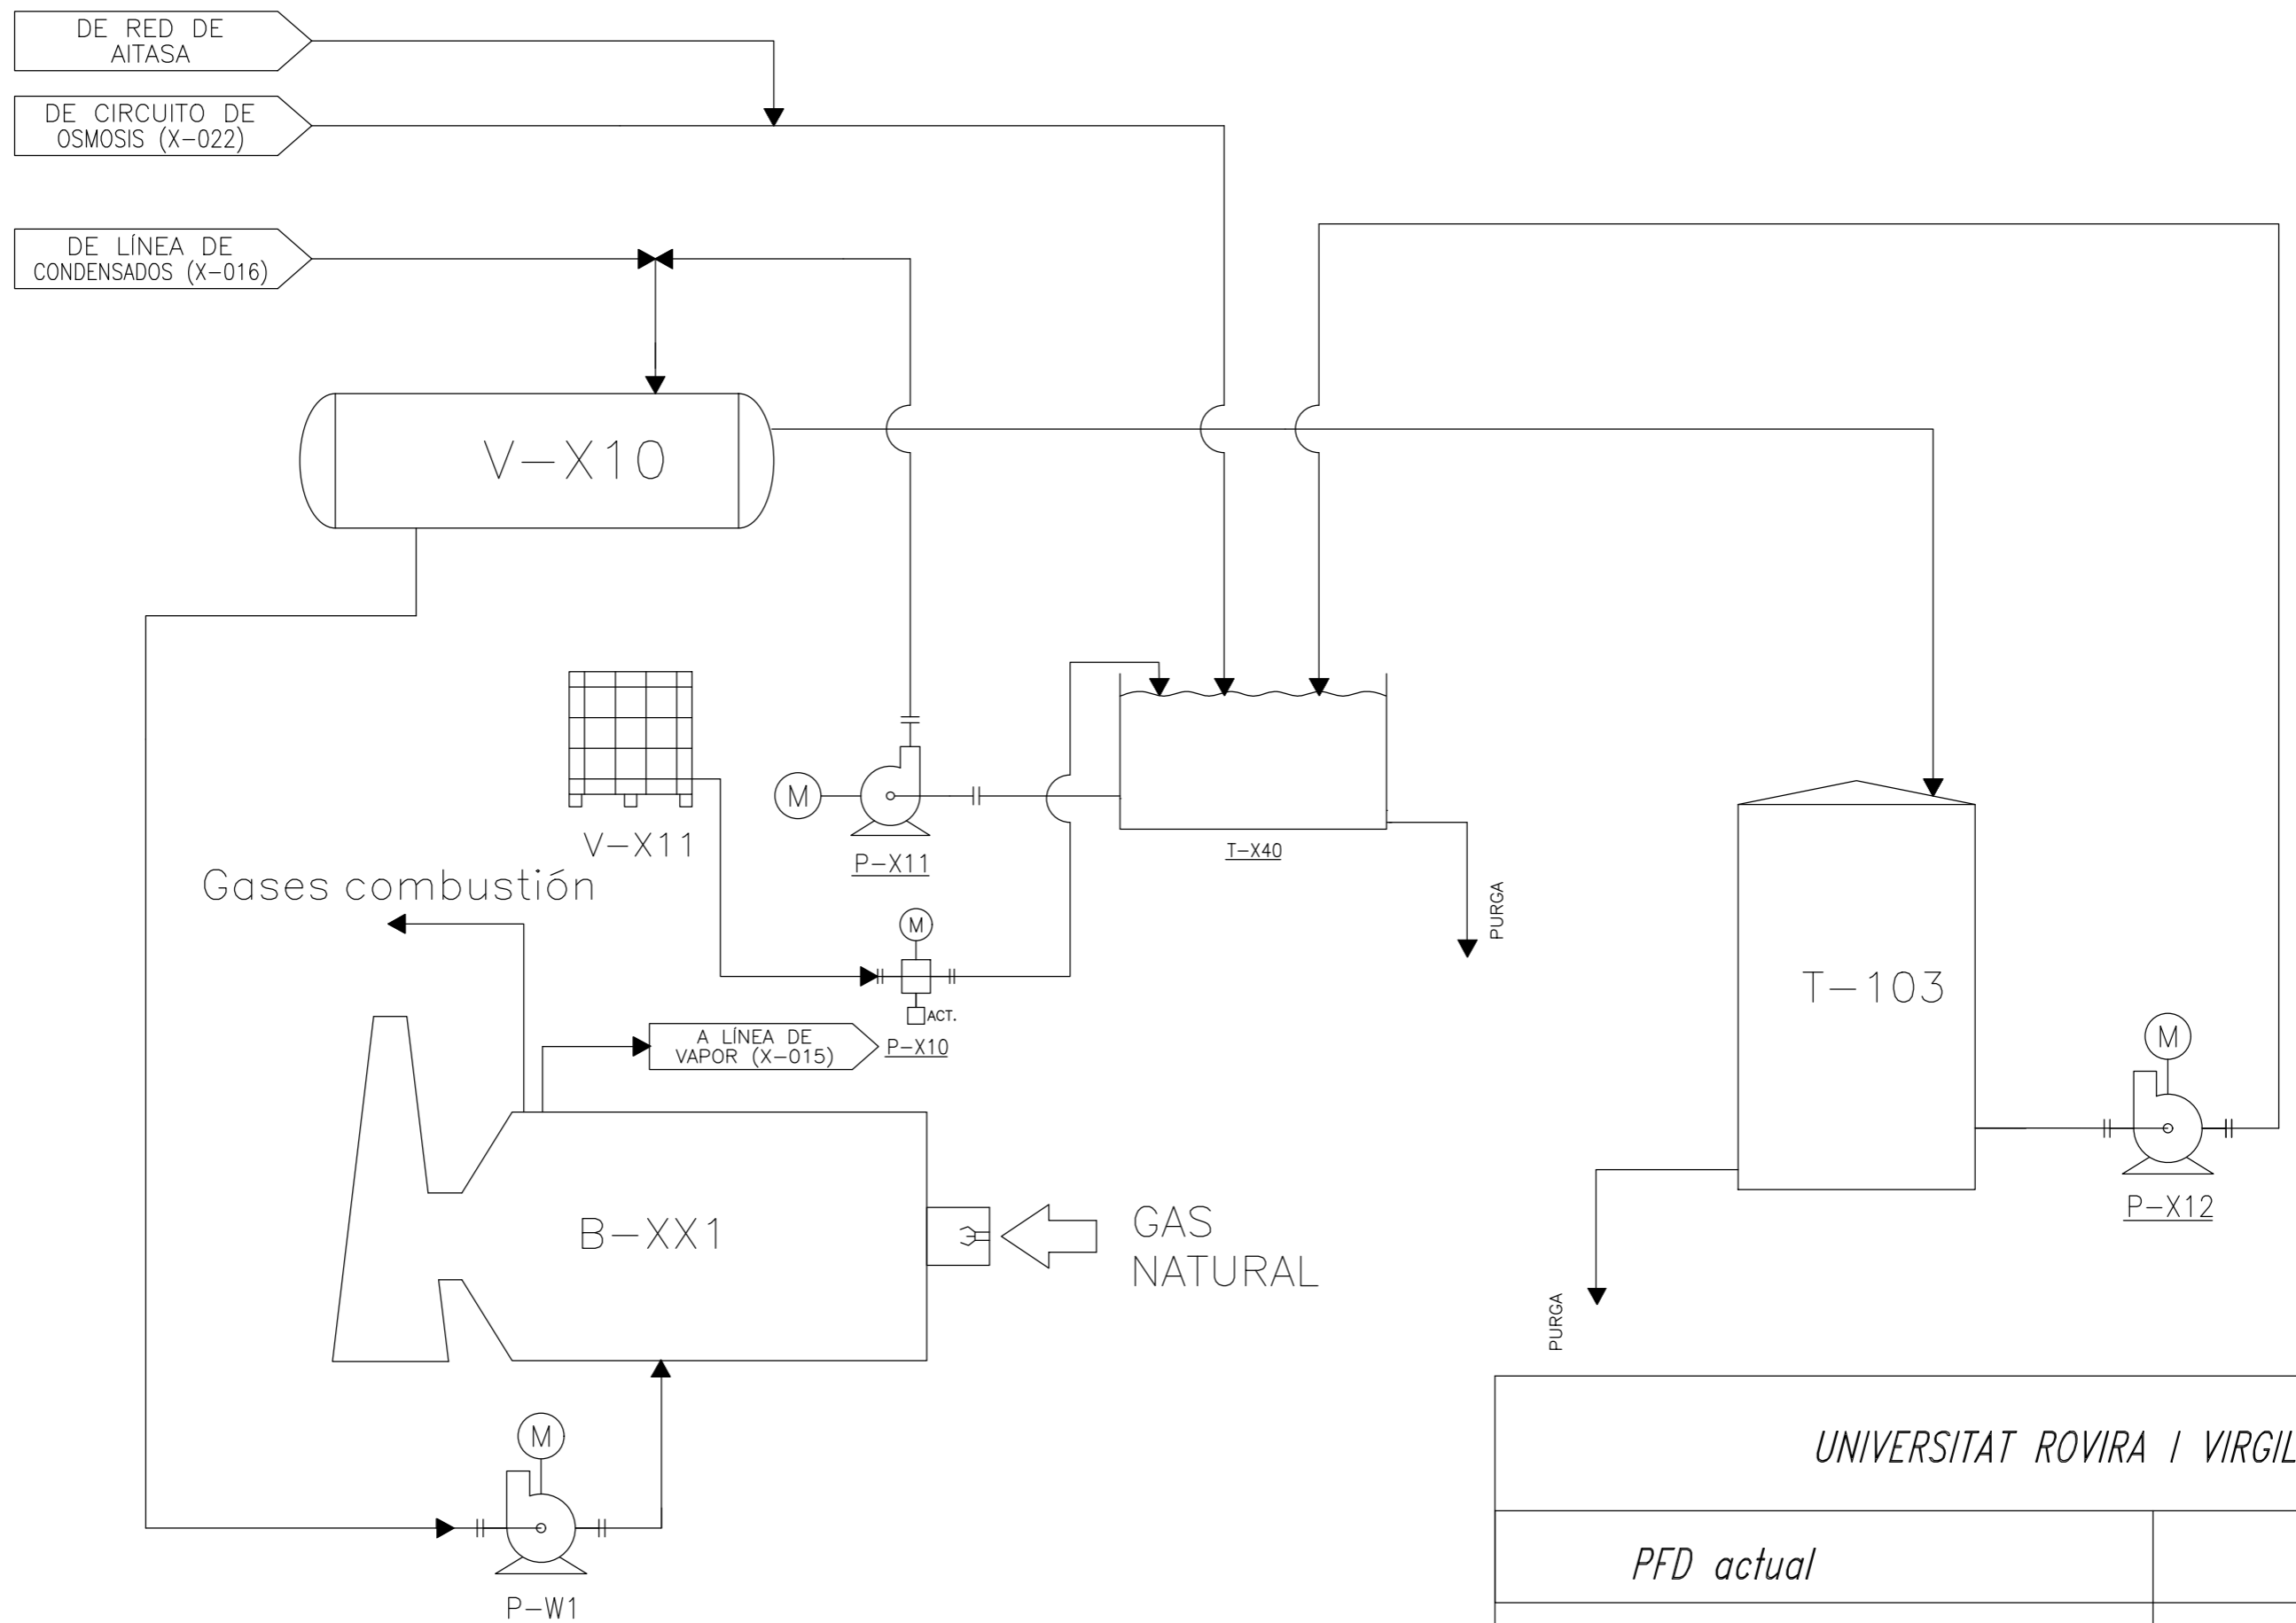 DE RED DE
AITASA
DE CIRCUITO DE
OSMOSIS (X-022)
DE LÍNEA DE
CONDENSADOS (X-016)
V-X10
V-X11
M
P-X11
T-X40
PURGA
Gases combustión
M
ACT.
P-X10
A LÍNEA DE
VAPOR (X-015)
T-103
M
P-X12
B-XX1
GAS
NATURAL
PURGA
M
P-W1
UNIVERSITAT ROVIRA I VIRGIL
PFD actual